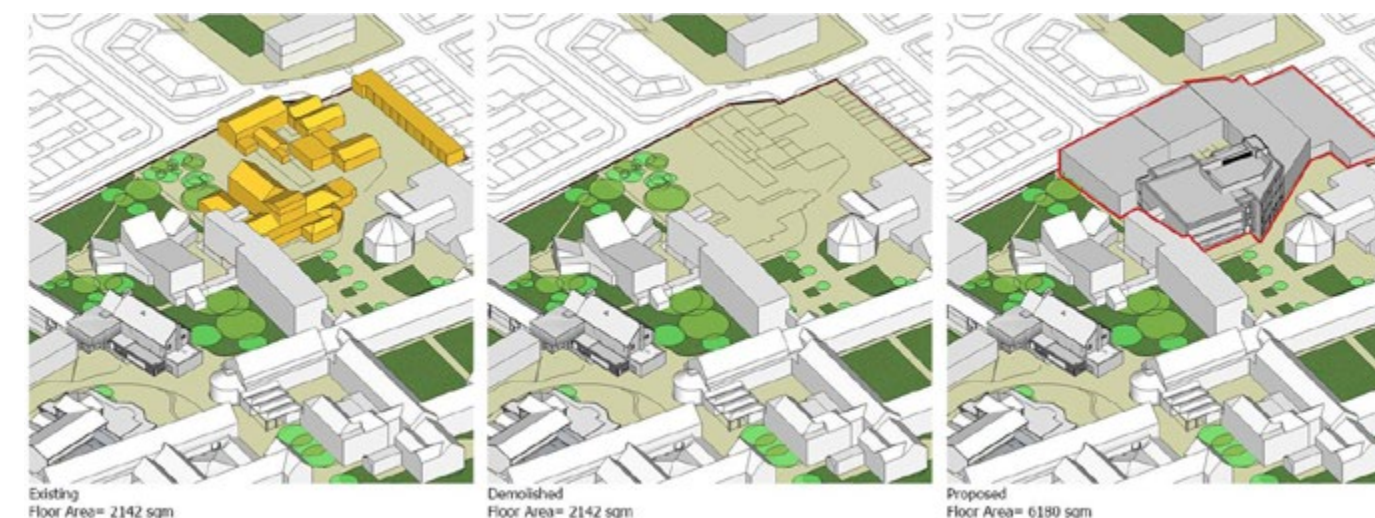 Existing
Floor Area= 2142 sqm
Demolished
Floor Area= 2142 sqm
Proposed
Floor Area= 6180 sqm